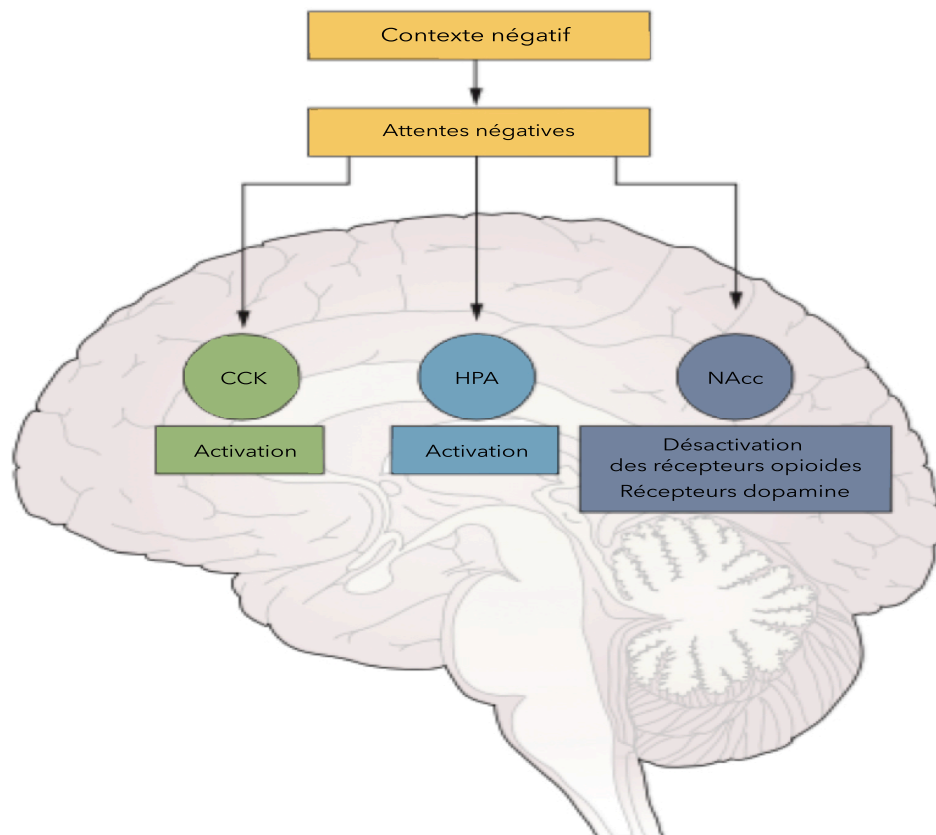 Contexte négatif
Attentes négatives
CCK
HPA
NAcc
Activation
Activation
Désactivation
des récepteurs opioides
Récepteurs dopamine